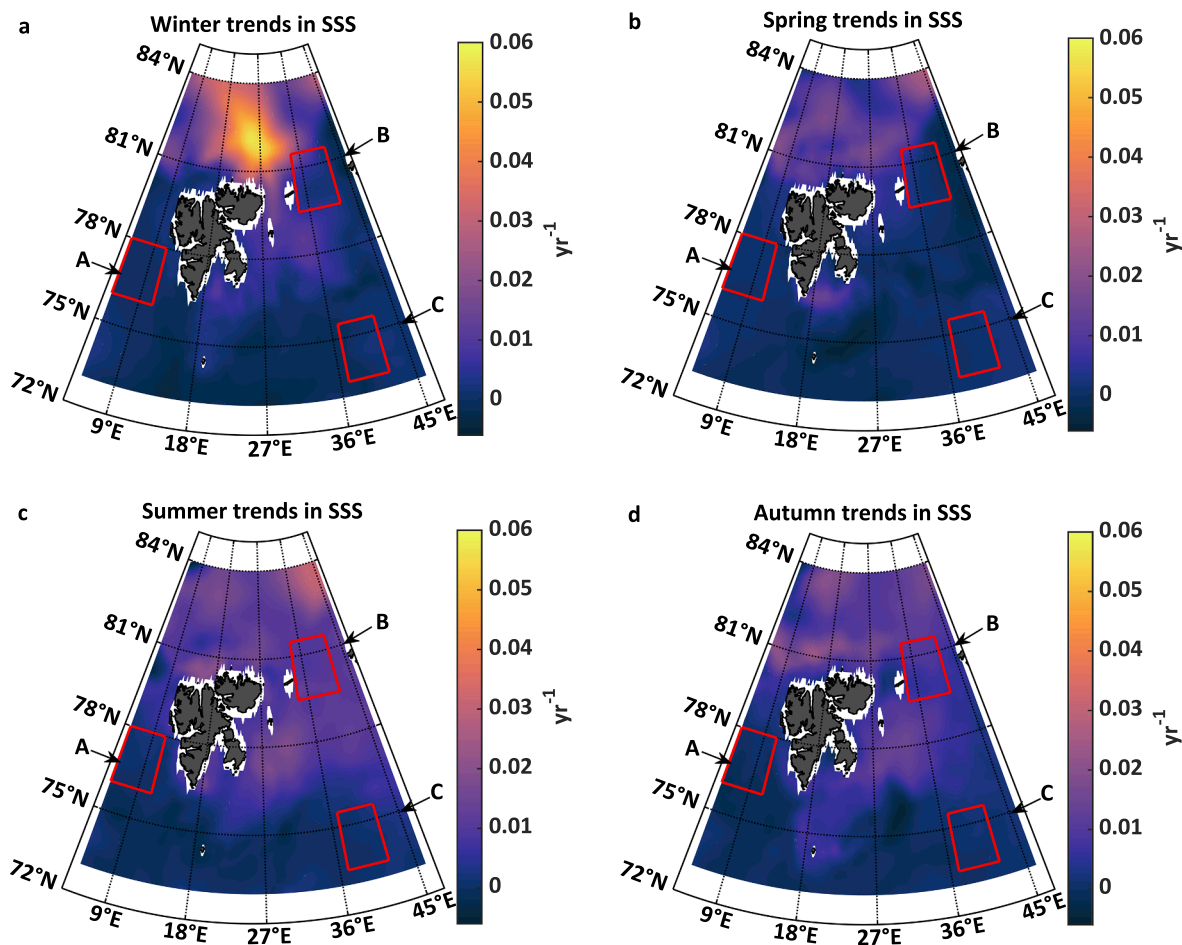 a
Winter trends in SSS
84°N
81°N
78°N
75°N
72°N
9°E
18°E
27°E
36°E
45°E
A
B
C
0.06
0.05
0.04
0.03
0.02
0.01
0
yr-1
b
Spring trends in SSS
84°N
81°N
78°N
75°N
72°N
9°E
18°E
27°E
36°E
45°E
A
B
C
0.06
0.05
0.04
0.03
0.02
0.01
0
yr-1
c
Summer trends in SSS
84°N
81°N
78°N
75°N
72°N
9°E
18°E
27°E
36°E
45°E
A
B
C
0.06
0.05
0.04
0.03
0.02
0.01
0
yr-1
d
Autumn trends in SSS
84°N
81°N
78°N
75°N
72°N
9°E
18°E
27°E
36°E
45°E
A
B
C
0.06
0.05
0.04
0.03
0.02
0.01
0
yr-1